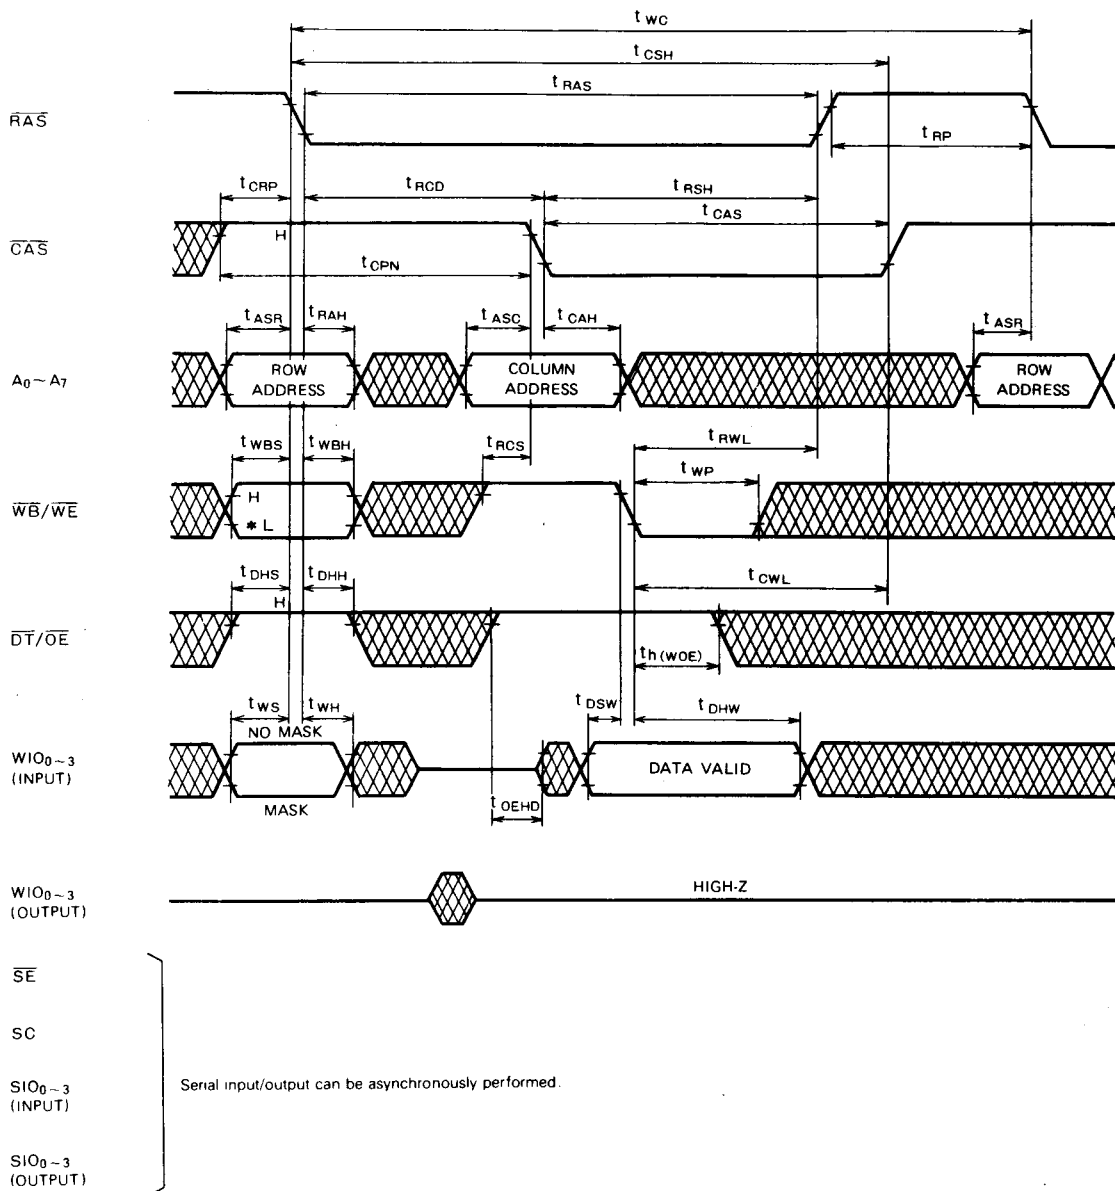 t WC
t CSH
t RAS
RAS
t RP
t CRP
t RCD
t RSH
t CAS
H
CAS
t CPN
t ASR
t RAH
t ASC
t CAH
t ASR
A0 ~ A7
ROW ADDRESS
COLUMN ADDRESS
ROW ADDRESS
t RWL
t WBS
t WBH
t RCS
t WP
WB/WE
H
* L
t DHS
t DHH
t CWL
H
DT/OE
t h (WOE)
t WS
t WH
t DSW
t DHW
NO MASK
WIO0~3
(INPUT)
DATA VALID
MASK
t OEHD
WIO0~3
(OUTPUT)
HIGH-Z
SE
SC
SIO0~3
(INPUT)
Serial input/output can be asynchronously performed.
SIO0~3
(OUTPUT)